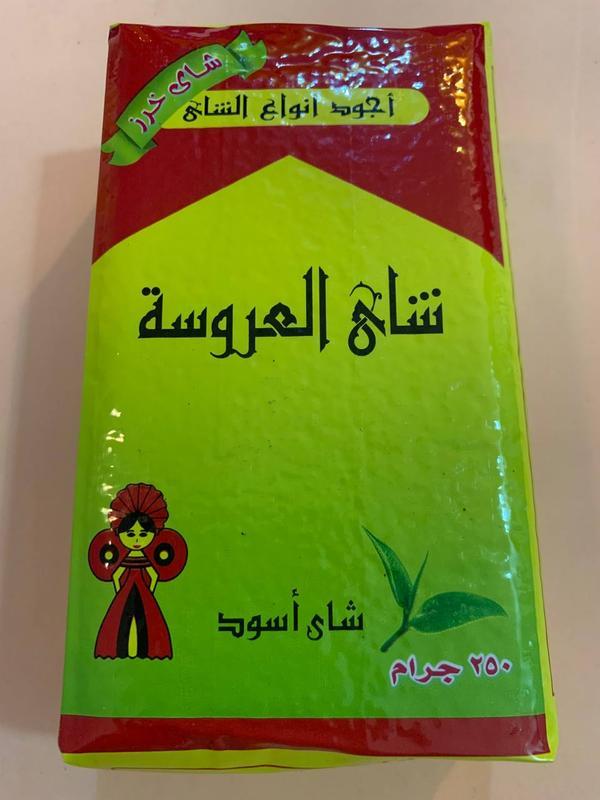 شاى خرز
أجود انواع الشاى
شاى العروسة
شاى أسود
٢٥٠ جرام